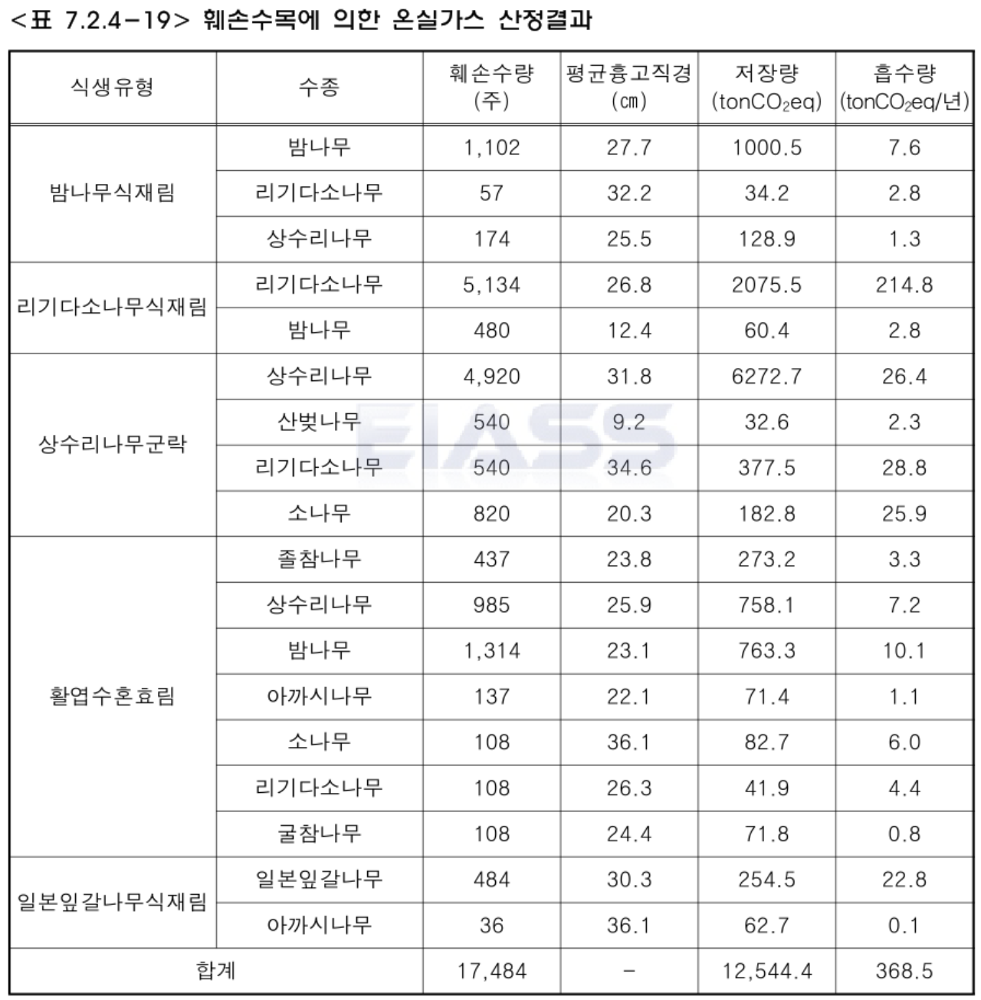 <표 7.2.4-19> 훼손수목에 의한 온실가스 산정결과
식생유형 수종 훼손수량 (주) 평균흉고직경 (㎝) 저장량 (tonCO₂eq) 흡수량 (tonCO₂eq/년)
밤나무식재림 밤나무 1,102 27.7 1000.5 7.6
리기다소나무 57 32.2 34.2 2.8
상수리나무 174 25.5 128.9 1.3
리기다소나무식재림 리기다소나무 5,134 26.8 2075.5 214.8
밤나무 480 12.4 60.4 2.8
상수리나무군락 상수리나무 4,920 31.8 6272.7 26.4
산벚나무 540 9.2 32.6 2.3
리기다소나무 540 34.6 377.5 28.8
소나무 820 20.3 182.8 25.9
활엽수혼효림 졸참나무 437 23.8 273.2 3.3
상수리나무 985 25.9 758.1 7.2
밤나무 1,314 23.1 763.3 10.1
아까시나무 137 22.1 71.4 1.1
소나무 108 36.1 82.7 6.0
리기다소나무 108 26.3 41.9 4.4
굴참나무 108 24.4 71.8 0.8
일본잎갈나무식재림 일본잎갈나무 484 30.3 254.5 22.8
아까시나무 36 36.1 62.7 0.1
합계 17,484 - 12,544.4 368.5
EIASS